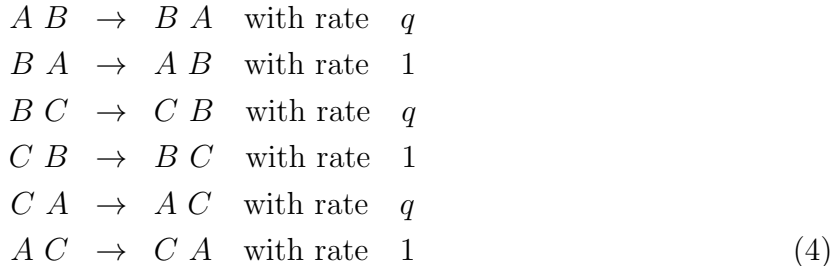 A B → B A with rate q
B A → A B with rate 1
B C → C B with rate q
C B → B C with rate 1
C A → A C with rate q
A C → C A with rate 1 (4)